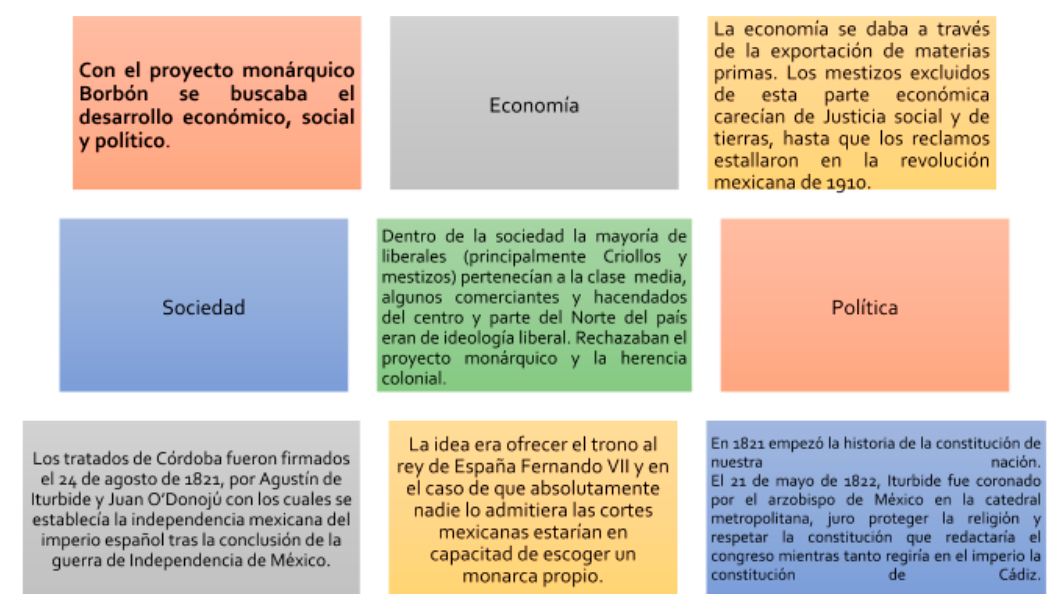 Con el proyecto monárquico
Borbón se buscaba el
desarrollo económico, social
y político.
Economía
La economía se daba a través
de la exportación de materias
primas. Los mestizos excluidos
de esta parte económica
carecían de Justicia social y de
tierras, hasta que los reclamos
estallaron en la revolución
mexicana de 1910.
Sociedad
Dentro de la sociedad la mayoría de
liberales (principalmente Criollos y
mestizos) pertenecían a la clase media,
algunos comerciantes y hacendados
del centro y parte del Norte del país
eran de ideología liberal. Rechazaban el
proyecto monárquico y la herencia
colonial.
Política
Los tratados de Córdoba fueron firmados
el 24 de agosto de 1821, por Agustín de
Iturbide y Juan O’Donojú con los cuales se
establecía la independencia mexicana del
imperio español tras la conclusión de la
guerra de Independencia de México.
La idea era ofrecer el trono al
rey de España Fernando VII y en
el caso de que absolutamente
nadie lo admitiera las cortes
mexicanas estarían en
capacidad de escoger un
monarca propio.
En 1821 empezó la historia de la constitución de
nuestra nación.
El 21 de mayo de 1822, Iturbide fue coronado
por el arzobispo de México en la catedral
metropolitana, juro proteger la religión y
respetar la constitución que redactaría el
congreso mientras tanto regiría en el imperio la
constitución de Cádiz.